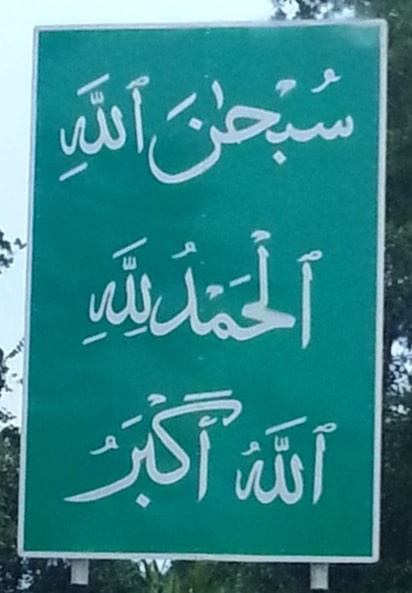 سُبْحٰنَ ٱللَّهِ
ٱلْحَمْدُ لِلَّهِ
ٱللَّهُ أَكْبَرُ